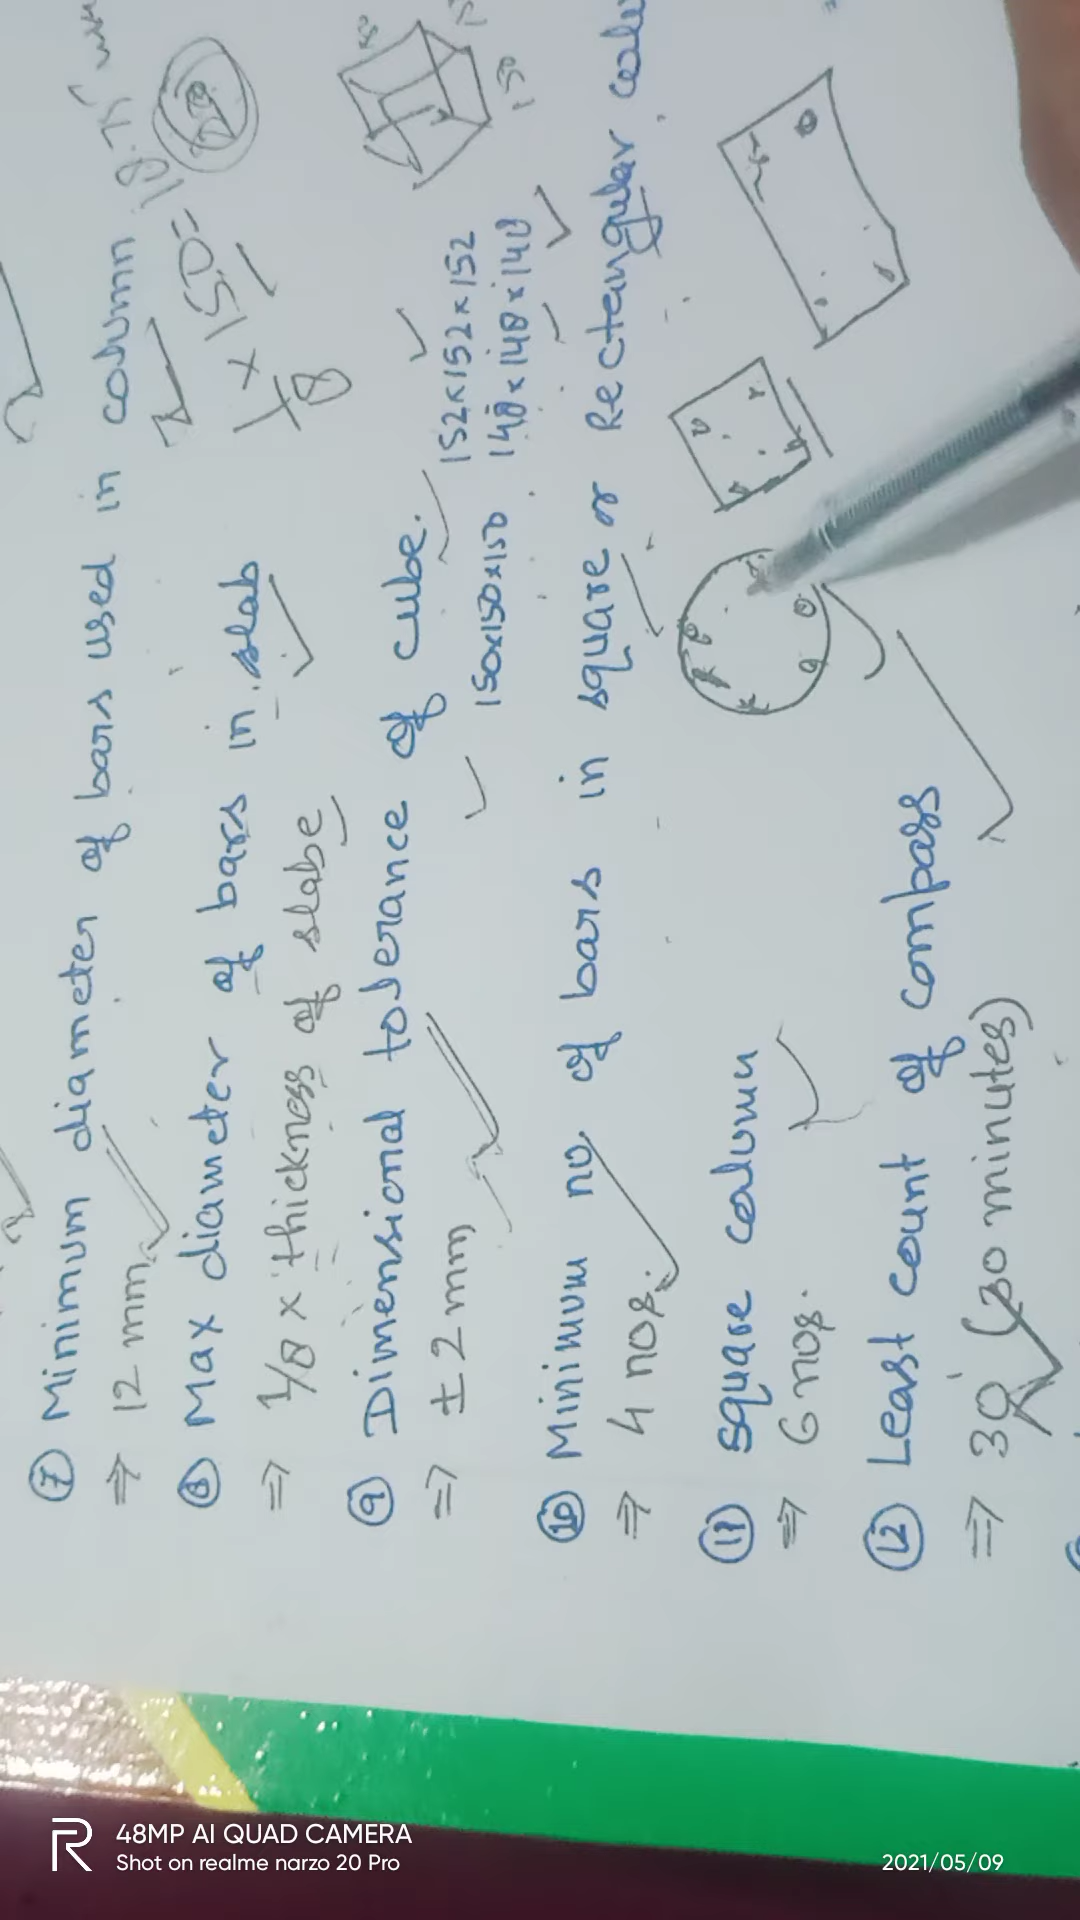 ⑦ Minimum diameter of bars used in column
⇒ 12 mm
⑧ Max diameter of bars in slab
1/8 × 150 = 18.75 mm
⇒ 1/8 × thickness of slabe
⑨ Dimensional tolerance of cube.
150
152×152×152
⇒ ±2mm
150×150×150
148×148×148
⑩ Minimum no. of bars in square or Rectangular
⇒ 4 nos.
⑪ square column
⇒ 6 nos.
⑫ Least count of compass
⇒ 30' (30 minutes)
48MP AI QUAD CAMERA
Shot on realme narzo 20 Pro
2021/05/09